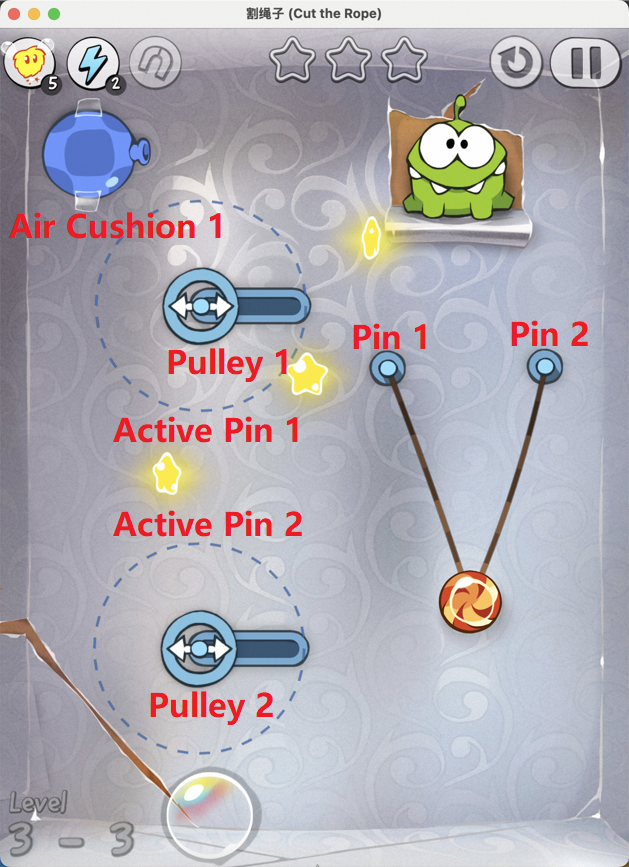 割绳子 (Cut the Rope)
5
2
Air Cushion 1
Pin 1
Pin 2
Pulley 1
Active Pin 1
Active Pin 2
Pulley 2
Level
3 - 3